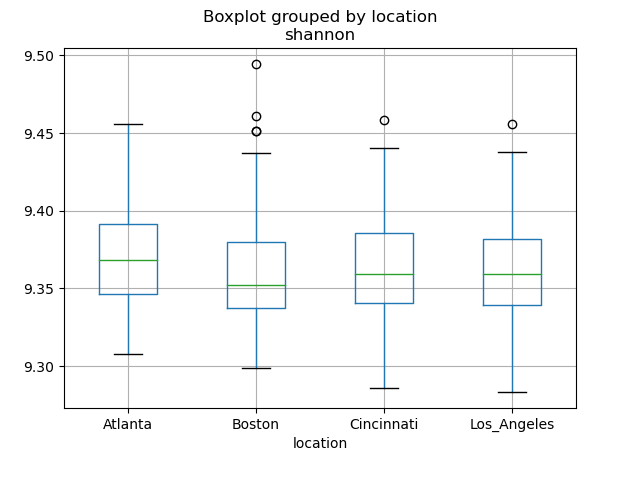 Boxplot grouped by location
shannon
9.50
9.45
9.40
9.35
9.30
Atlanta Boston Cincinnati Los_Angeles
location